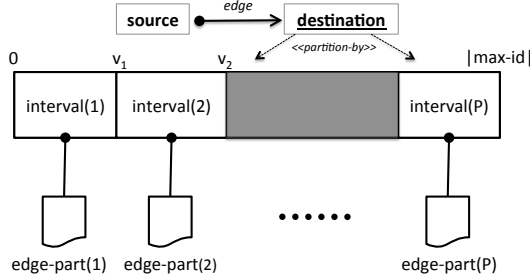 source edge destination
<<partition-by>>
0 v1 v2 |max-id|
interval(1) interval(2) interval(P)
......
edge-part(1) edge-part(2) edge-part(P)